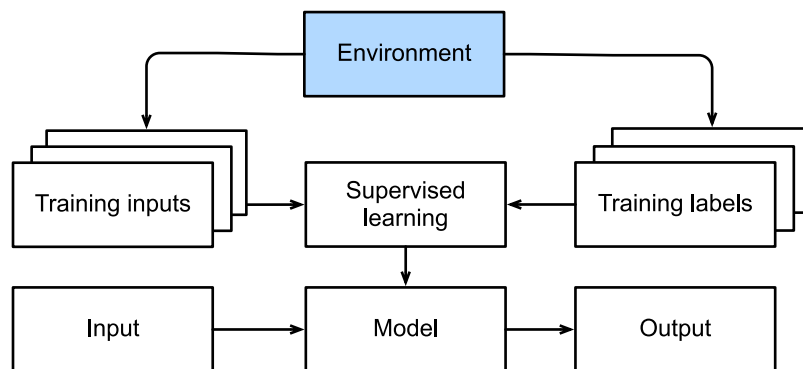 Environment
Training inputs
Supervised
learning
Training labels
Input
Model
Output